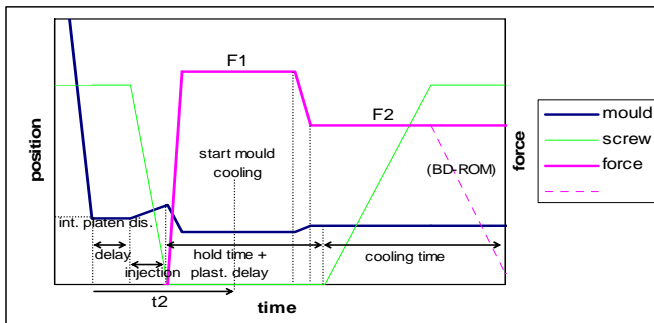 F1
F2
start mould
cooling
(BD-ROM)
int. platen dis.
delay
injection
hold time +
plast. delay
cooling time
t2
time
position
force
mould
screw
force